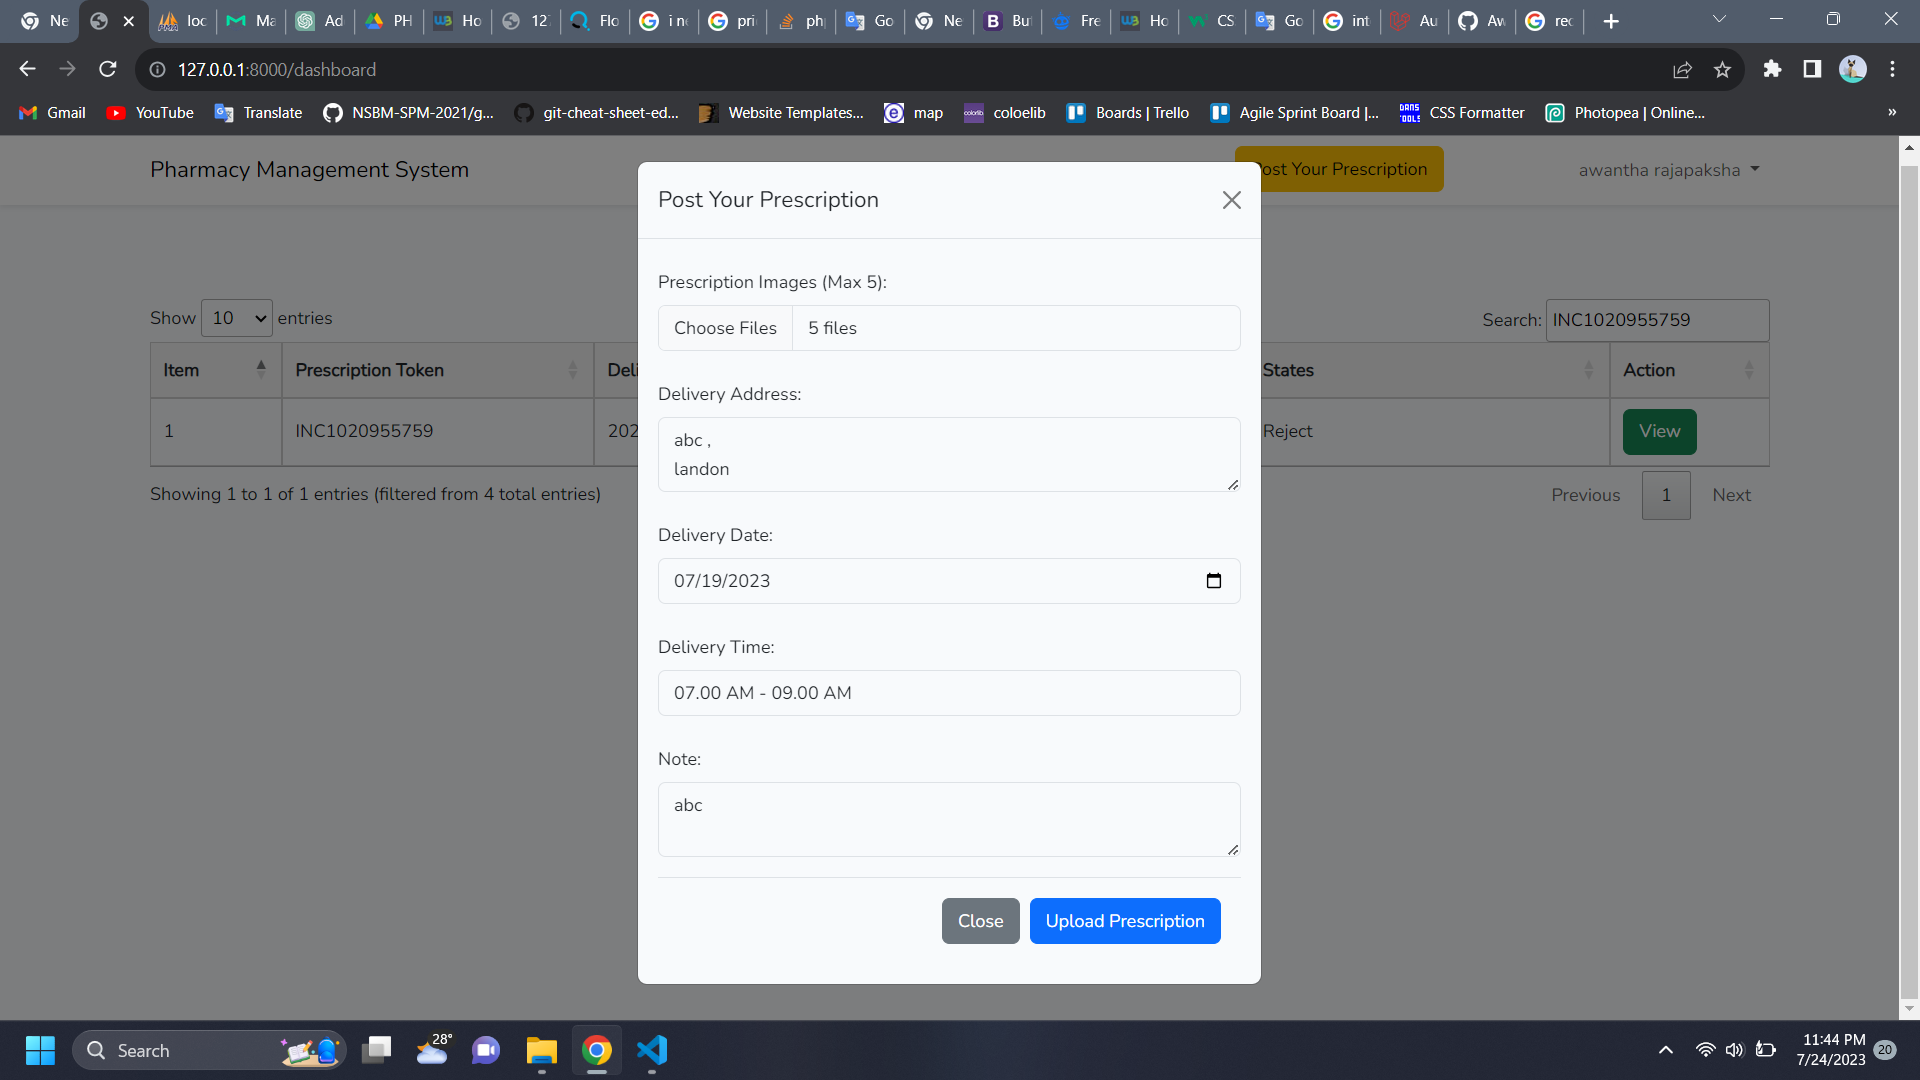 Ne
loc
Ma
Ad
PH
Ho
127
Flo
i ne
pri
php
Go
Ne
But
Fre
Ho
CS
Go
int
Au
Aw
rec
127.0.0.1:8000/dashboard
Gmail
YouTube
Translate
NSBM-SPM-2021/g...
git-cheat-sheet-ed...
Website Templates...
map
coloelib
Boards | Trello
Agile Sprint Board |...
CSS Formatter
Photopea | Online...
»
Pharmacy Management System
ost Your Prescription
awantha rajapaksha
Post Your Prescription
Prescription Images (Max 5):
Choose Files 5 files
Delivery Address:
abc ,
landon
Delivery Date:
07/19/2023
Delivery Time:
07.00 AM - 09.00 AM
Note:
abc
Close Upload Prescription
Show 10 entries
Search: INC1020955759
Item Prescription Token Deli States Action
1 INC1020955759 202 Reject View
Showing 1 to 1 of 1 entries (filtered from 4 total entries)
Previous 1 Next
Search
28°
11:44 PM
7/24/2023
20